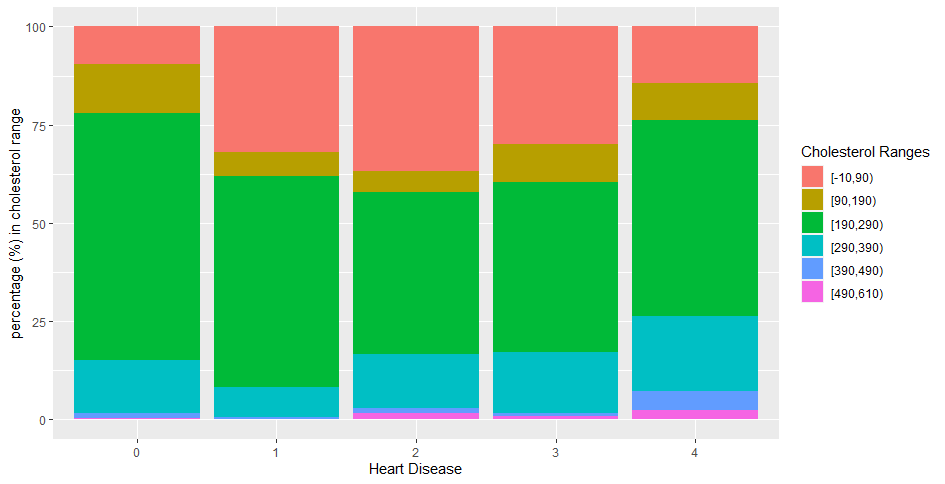 percentage (%) in cholesterol range
100
75
50
25
0
0 1 2 3 4
Heart Disease
Cholesterol Ranges
[-10,90)
[90,190)
[190,290)
[290,390)
[390,490)
[490,610)